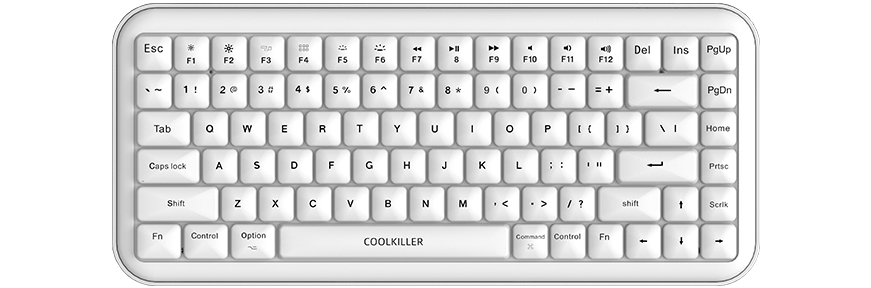 Esc F1 F2 F3 F4 F5 F6 F7 8 F9 F10 F11 F12 Del Ins PgUp
` ~ 1 ! 2 @ 3 # 4 $ 5 % 6 ^ 7 & 8 * 9 ( 0 ) - - = + ← PgDn
Tab Q W E R T Y U I O P [ { ] } \ | Home
Caps lock A S D F G H J K L ; : ' " Prtsc
Shift Z X C V B N M , < . > / ? shift ↑ Scrlk
Fn Control Option COOLKILLER Command Control Fn ← ↓ →